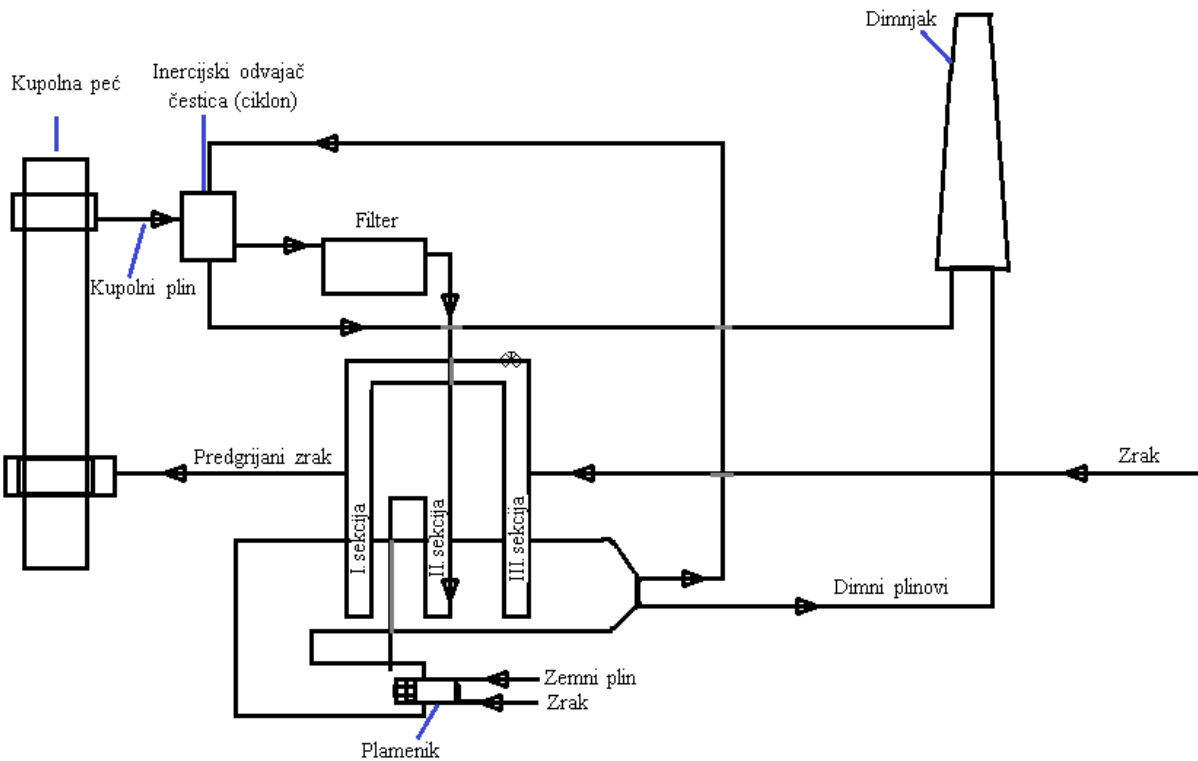 Dimnjak
Inercijski odvajač
čestica (ciklon)
Kupolna peć
Filter
Kupolni plin
Predgrijani zrak
Zrak
I. sekcija
II. sekcija
III. sekcija
Dimni plinovi
Zemni plin
Zrak
Plamenik